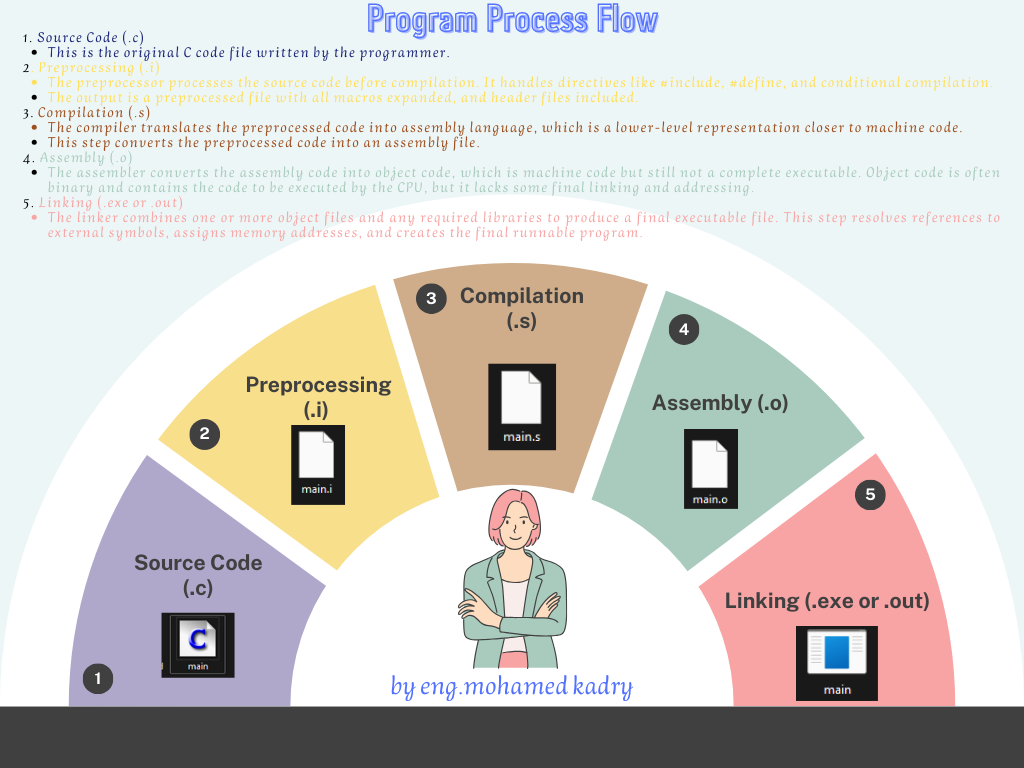 Program Process Flow
1. Source Code (.c)
• This is the original C code file written by the programmer.
2. Preprocessing (.i)
• The preprocessor processes the source code before compilation. It handles directives like #include, #define, and conditional compilation.
• The output is a preprocessed file with all macros expanded, and header files included.
3. Compilation (.s)
• The compiler translates the preprocessed code into assembly language, which is a lower-level representation closer to machine code.
• This step converts the preprocessed code into an assembly file.
4. Assembly (.o)
• The assembler converts the assembly code into object code, which is machine code but still not a complete executable. Object code is often
binary and contains the code to be executed by the CPU, but it lacks some final linking and addressing.
5. Linking (.exe or .out)
• The linker combines one or more object files and any required libraries to produce a final executable file. This step resolves references to
external symbols, assigns memory addresses, and creates the final runnable program.
1
Source Code
(.c)
C
main
2
Preprocessing
(.i)
main.i
3
Compilation
(.s)
main.s
4
Assembly (.o)
main.o
5
Linking (.exe or .out)
main
by eng.mohamed kadry